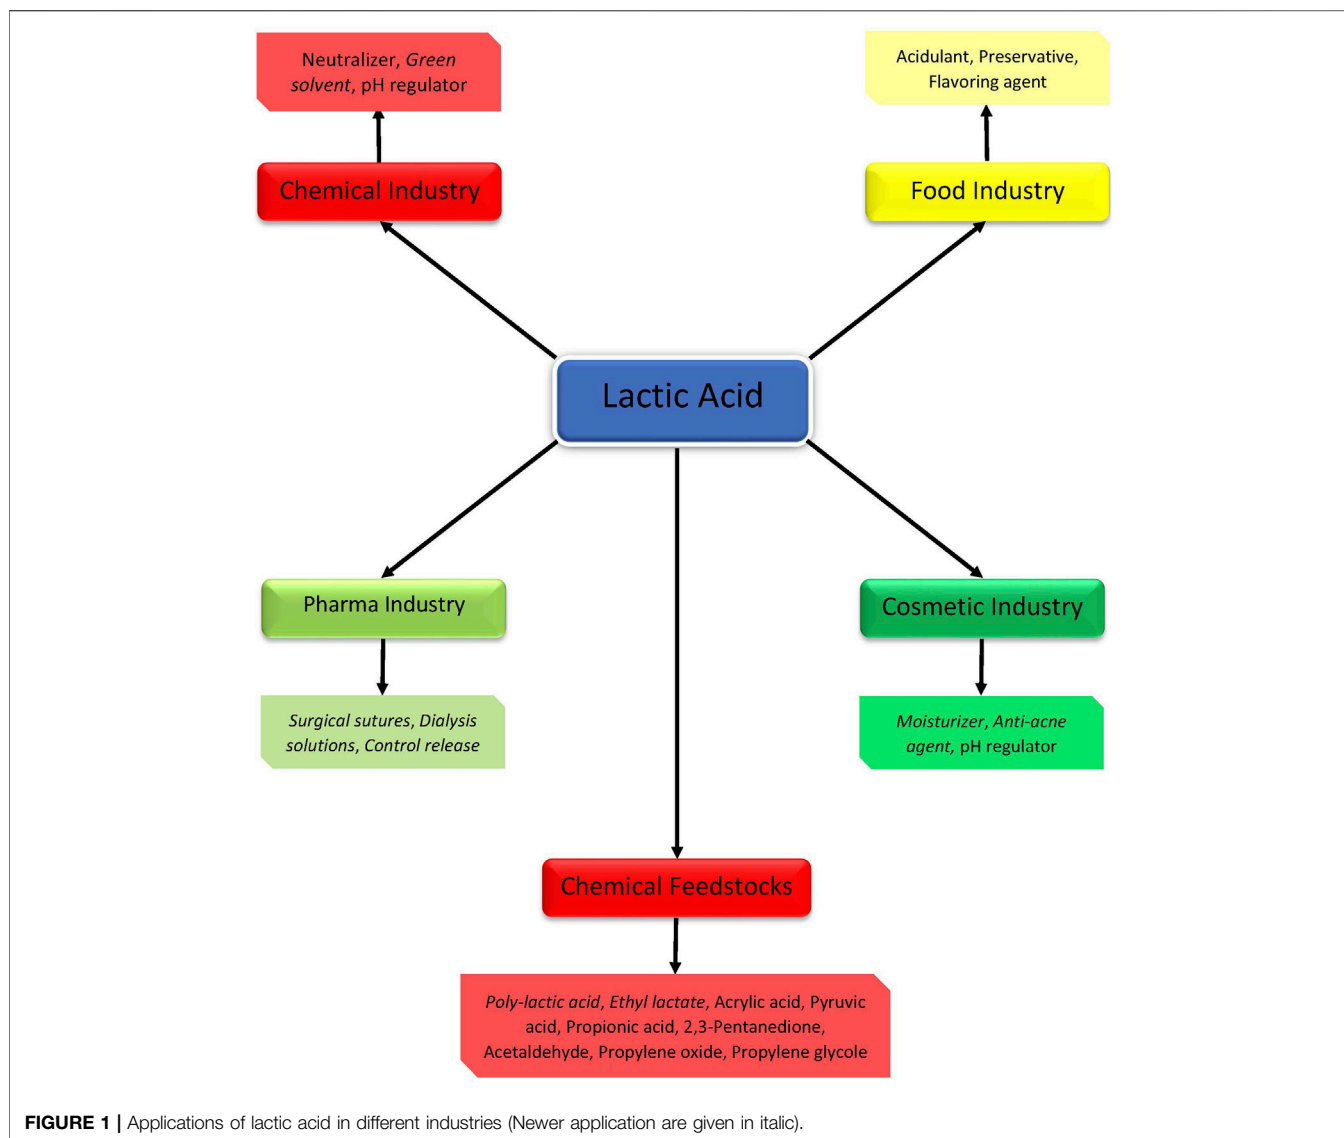 Neutralizer, Green
solvent, pH regulator
Acidulant, Preservative,
Flavoring agent
Chemical Industry
Food Industry
Lactic Acid
Pharma Industry
Cosmetic Industry
Surgical sutures, Dialysis
solutions, Control release
Moisturizer, Anti-acne
agent, pH regulator
Chemical Feedstocks
Poly-lactic acid, Ethyl lactate, Acrylic acid, Pyruvic
acid, Propionic acid, 2,3-Pentanedione,
Acetaldehyde, Propylene oxide, Propylene glycole
FIGURE 1 | Applications of lactic acid in different industries (Newer application are given in italic).